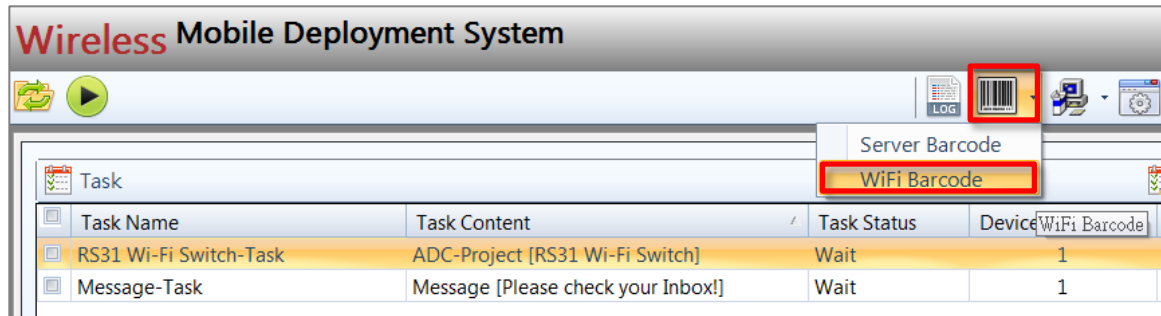 Wireless Mobile Deployment System
LOG
Server Barcode
WiFi Barcode
Task
Task Name Task Content Task Status Device WiFi Barcode
RS31 Wi-Fi Switch-Task ADC-Project [RS31 Wi-Fi Switch] Wait 1
Message-Task Message [Please check your Inbox!] Wait 1